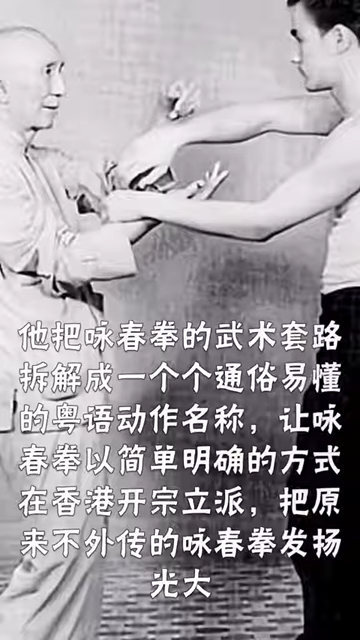 他把咏春拳的武术套路
拆解成一个个通俗易懂
的粤语动作名称，让咏
春拳以简单明确的方式
在香港开宗立派，把原
来不外传的咏春拳发扬
光大